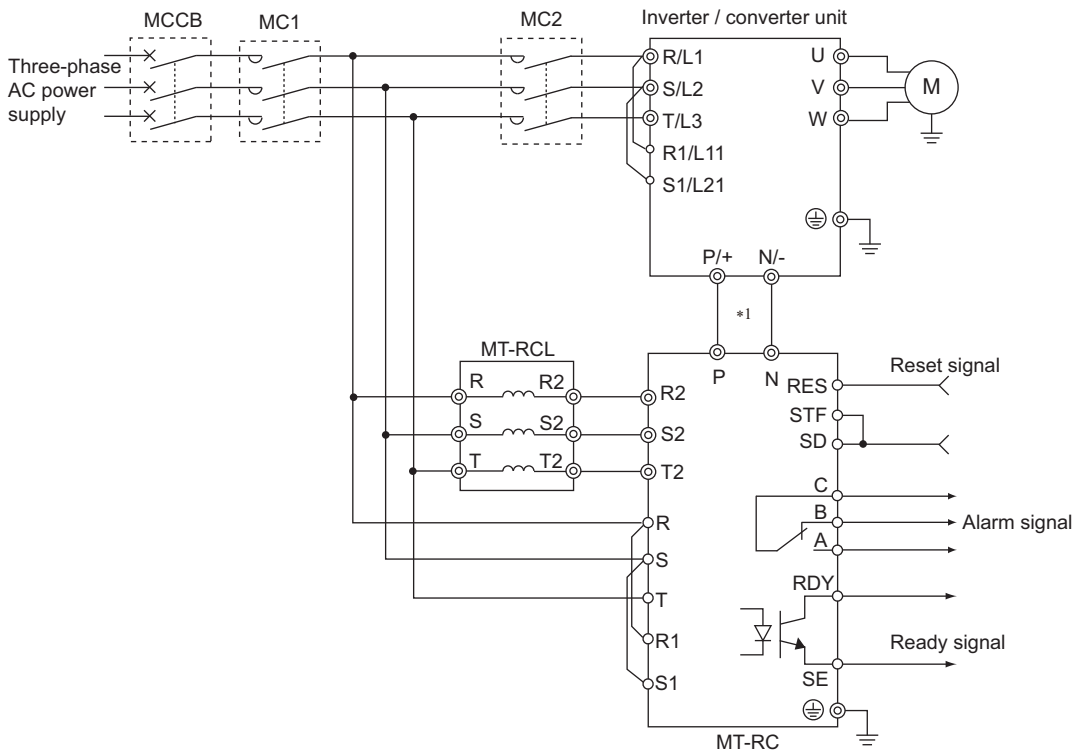 MCCB
MC1
MC2
Inverter / converter unit
Three-phase
AC power
supply
R/L1
S/L2
T/L3
R1/L11
S1/L21
U
V
W
M
P/+
N/-
*1
P
N
MT-RCL
R
R2
S
S2
T
T2
R2
S2
T2
R
S
T
R1
S1
RES
Reset signal
STF
SD
C
B
A
Alarm signal
RDY
Ready signal
SE
MT-RC